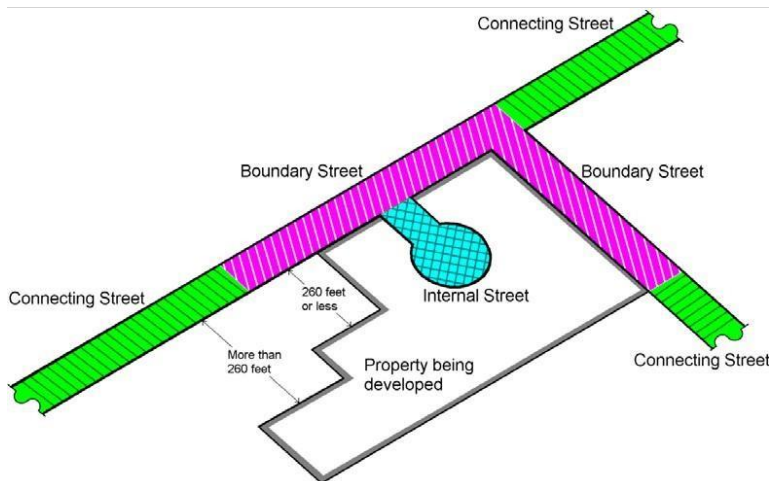 Connecting Street
Boundary Street
Boundary Street
Connecting Street
260 feet
or less
Internal Street
More than
260 feet
Property being
developed
Connecting Street